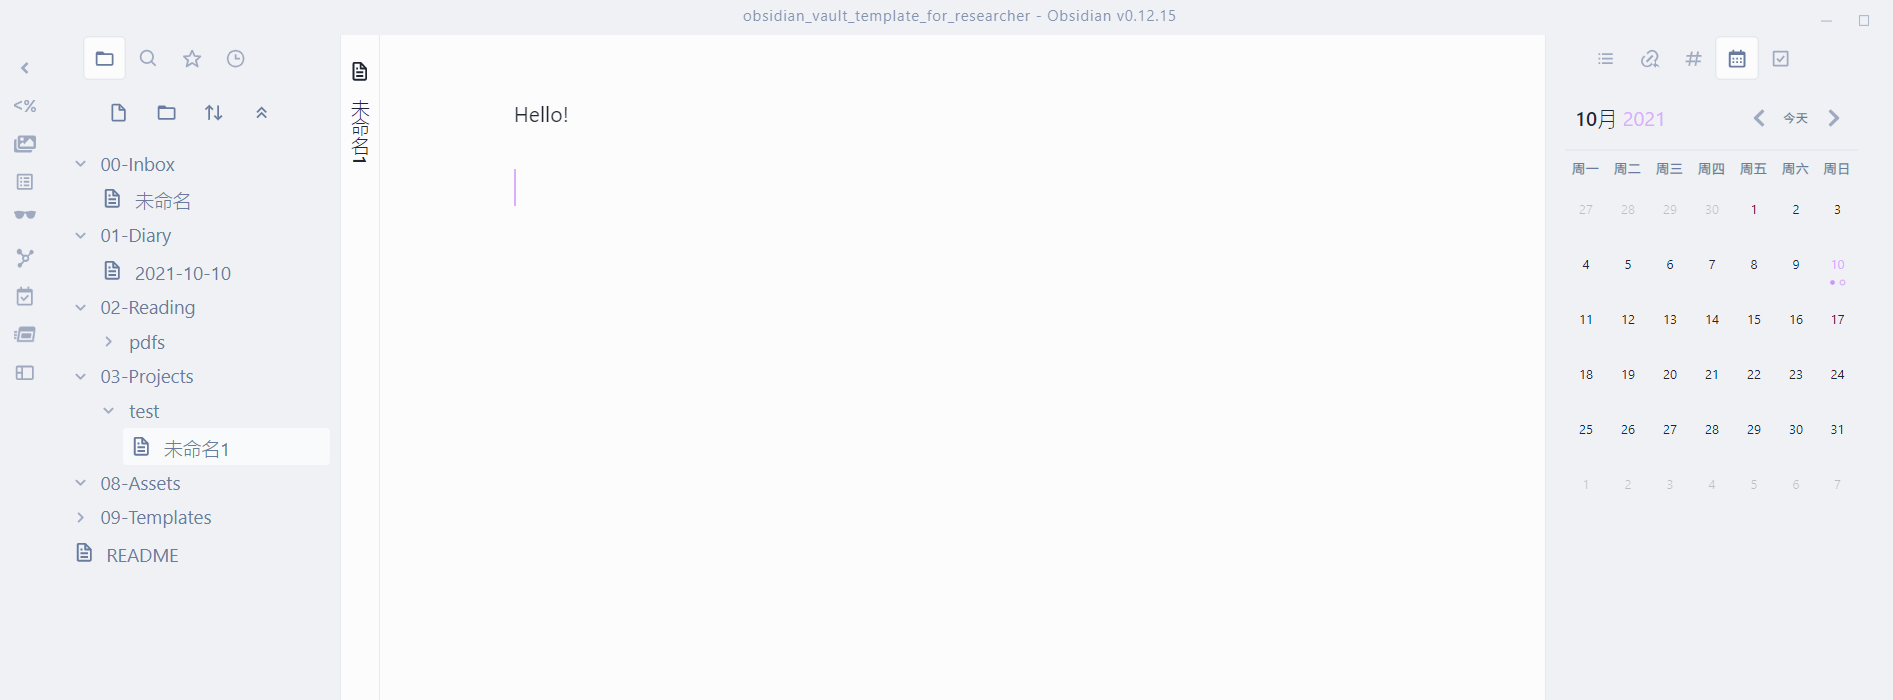 obsidian_vault_template_for_researcher - Obsidian v0.12.15
<%
00-Inbox
未命名
01-Diary
2021-10-10
02-Reading
pdfs
03-Projects
test
未命名1
08-Assets
09-Templates
README
未命名1
Hello!
10月 2021
今天
周一 周二 周三 周四 周五 周六 周日
27 28 29 30 1 2 3
4 5 6 7 8 9 10
11 12 13 14 15 16 17
18 19 20 21 22 23 24
25 26 27 28 29 30 31
1 2 3 4 5 6 7